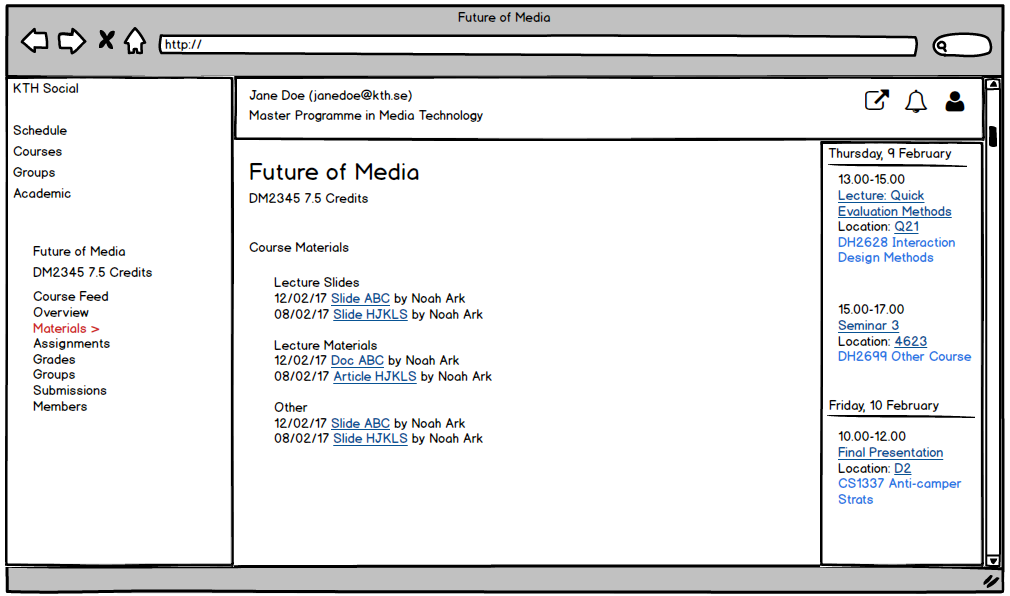 Future of Media
http://
KTH Social
Schedule
Courses
Groups
Academic
Future of Media
DM2345 7.5 Credits
Course Feed
Overview
Materials >
Assignments
Grades
Groups
Submissions
Members
Jane Doe (janedoe@kth.se)
Master Programme in Media Technology
Future of Media
DM2345 7.5 Credits
Course Materials
Lecture Slides
12/02/17 Slide ABC by Noah Ark
08/02/17 Slide HJKLS by Noah Ark
Lecture Materials
12/02/17 Doc ABC by Noah Ark
08/02/17 Article HJKLS by Noah Ark
Other
12/02/17 Slide ABC by Noah Ark
08/02/17 Slide HJKLS by Noah Ark
Thursday, 9 February
13.00-15.00
Lecture: Quick
Evaluation Methods
Location: Q21
DH2628 Interaction
Design Methods
15.00-17.00
Seminar 3
Location: 4623
DH2699 Other Course
Friday, 10 February
10.00-12.00
Final Presentation
Location: D2
CS1337 Anti-camper
Strats